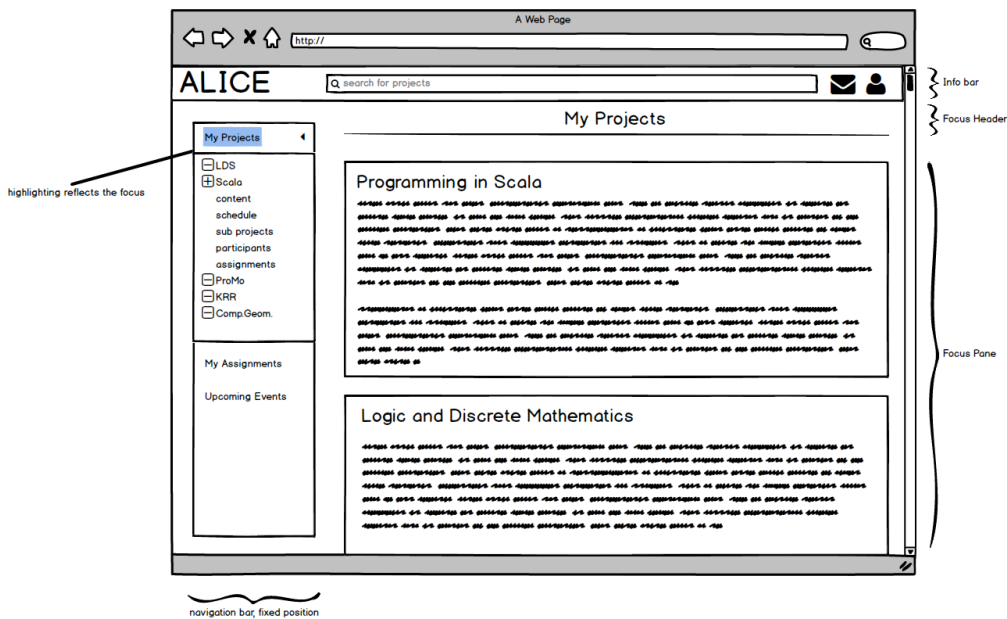 A Web Page
http://
ALICE
search for projects
Info bar
My Projects
Focus Header
My Projects
highlighting reflects the focus
LDS
Scala
content
schedule
sub projects
participants
assignments
ProMo
KRR
Comp.Geom.
My Assignments
Upcoming Events
Programming in Scala
Focus Pane
Logic and Discrete Mathematics
navigation bar, fixed position